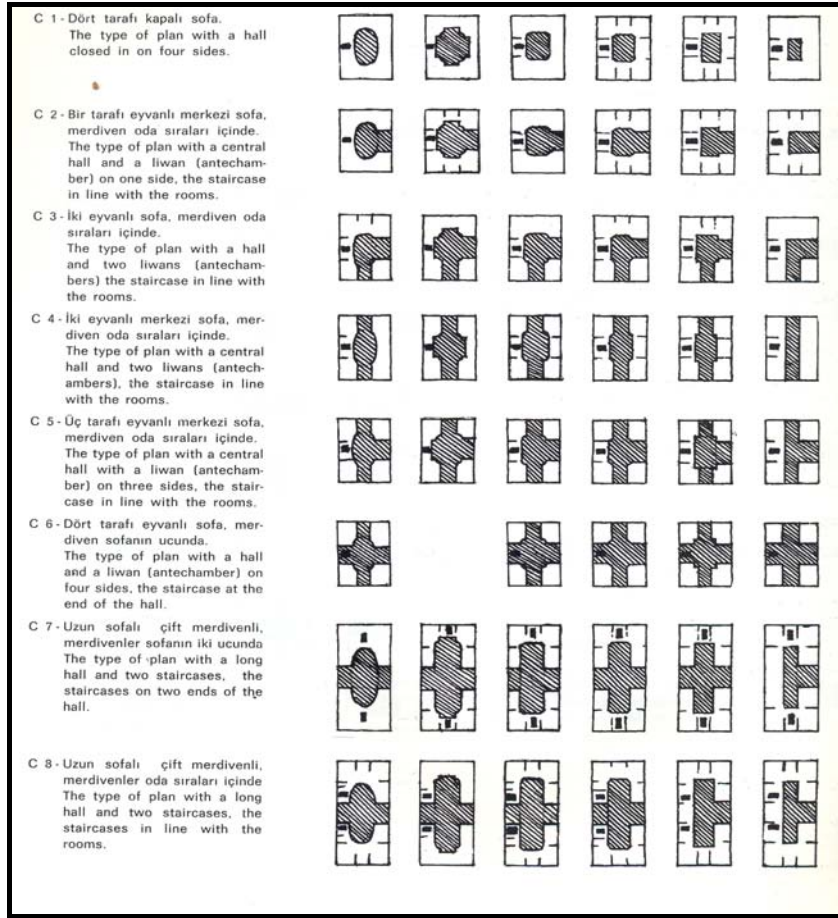 C 1- Dört tarafı kapalı sofa.
The type of plan with a hall
closed in on four sides.
C 2 - Bir tarafı eyvanlı merkezi sofa,
merdiven oda sıraları içinde.
The type of plan with a central
hall and a liwan (antecham-
ber) on one side, the staircase
in line with the rooms.
C 3 - İki eyvanlı sofa, merdiven oda
sıraları içinde.
The type of plan with a hall
and two liwans (antecham-
bers) the staircase in line with
the rooms.
C 4 - İki eyvanlı merkezi sofa, mer-
diven oda sıraları içinde.
The type of plan with a central
hall and two liwans (antech-
ambers), the staircase in line
with the rooms.
C 5 - Üç tarafı eyvanlı merkezi sofa,
merdiven oda sıraları içinde.
The type of plan with a central
hall with a liwan (antecham-
ber) on three sides, the stair-
case in line with the rooms.
C 6 - Dört tarafı eyvanlı sofa, mer-
diven sofanın ucunda.
The type of plan with a hall
and a liwan (antechamber) on
four sides, the staircase at the
end of the hall.
C 7 - Uzun sofalı çift merdivenli,
merdivenler sofanın iki ucunda
The type of plan with a long
hall and two staircases, the
staircases on two ends of the
hall.
C 8 - Uzun sofalı çift merdivenli,
merdivenler oda sıraları içinde
The type of plan with a long
hall and two staircases, the
staircases in line with the
rooms.